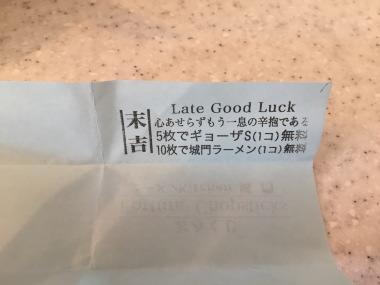 Late Good Luck
末吉
心あせらずもう一息の辛抱である
5枚でギョーザS(1コ)無料
10枚で城門ラーメン(1コ)無料
Fortune Chopsticks